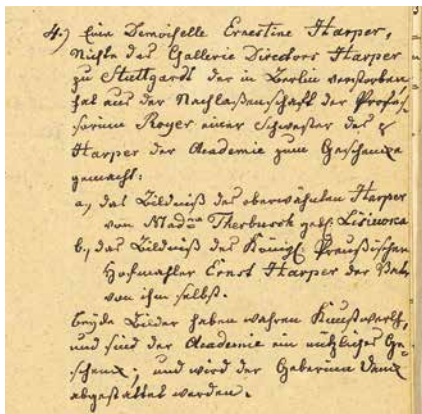 4.) Eine Demoiselle Ernestine Harper,
Nichte des Gallerie Directors Harper
zu Stuttgardt der in Berlin verstorben
hat aus der Nachlaßenschaft der Profes-
sorinn Royer einer Schwester des
Harper der Academie zum Geschenke
gemacht:
a., das Bildniß des oberwähnten Harper
von Mad.me Therbusch geb. Lisiewska
b., das Bildniß des Königl. Preußischen
Hofmahler Ernst Harper der Vater
von ihm selbst.
Beyde Bilder haben wahren Kunstwerth,
und sind der Academie ein nützliches Ge-
schenk; und wird der Geberinn Dank
abgestattet werden.